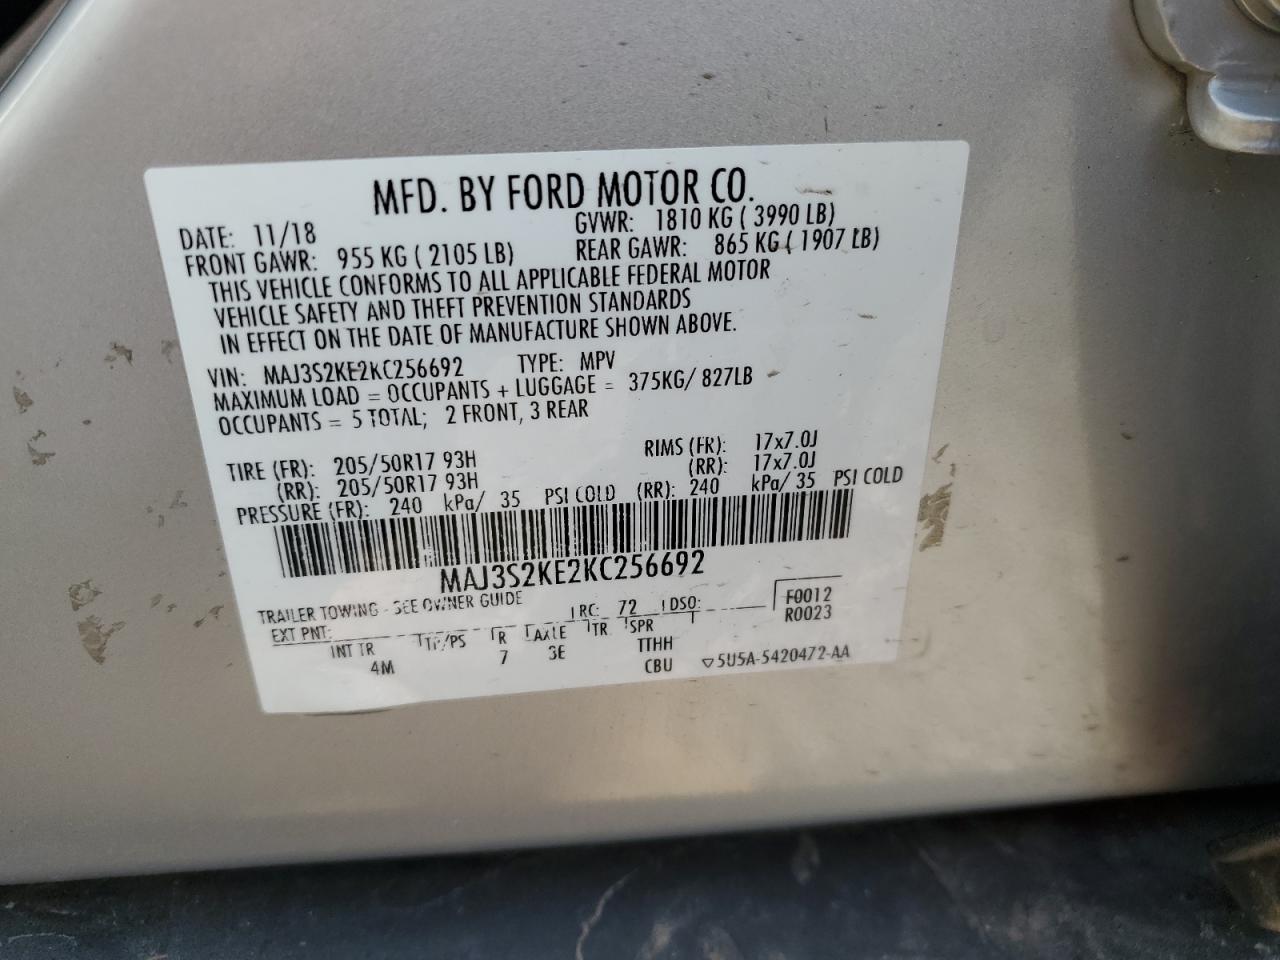 MFD. BY FORD MOTOR CO.
DATE: 11/18 GVWR: 1810 KG ( 3990 LB)
FRONT GAWR: 955 KG ( 2105 LB) REAR GAWR: 865 KG ( 1907 LB)
THIS VEHICLE CONFORMS TO ALL APPLICABLE FEDERAL MOTOR
VEHICLE SAFETY AND THEFT PREVENTION STANDARDS
IN EFFECT ON THE DATE OF MANUFACTURE SHOWN ABOVE.
VIN: MAJ3S2KE2KC256692 TYPE: MPV
MAXIMUM LOAD = OCCUPANTS + LUGGAGE = 375KG/ 827LB
OCCUPANTS = 5 TOTAL; 2 FRONT, 3 REAR
TIRE (FR): 205/50R17 93H RIMS (FR): 17x7.0J
(RR): 205/50R17 93H (RR): 17x7.0J
PRESSURE (FR): 240 kPa/ 35 PSI COLD (RR): 240 kPa/ 35 PSI COLD
MAJ3S2KE2KC256692
TRAILER TOWING - SEE OWNER GUIDE
EXT PNT: RC: 72 DSO: F0012
R0023
INT TR TP/PS R AXLE TR SPR
4M 7 3E TTHH
CBU 5U5A-5420472-AA